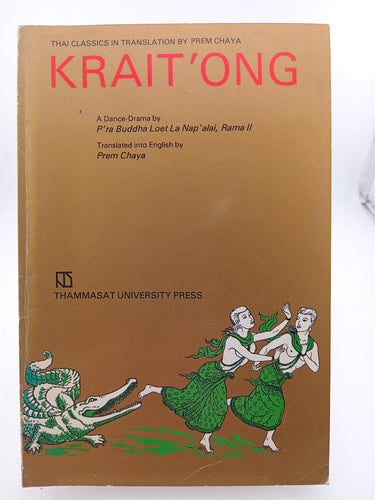 THAI CLASSICS IN TRANSLATION BY PREM CHAYA
KRAIT'ONG
A Dance-Drama by
P'ra Buddha Loet La Nap'alai, Rama II
Translated into English by
Prem Chaya
THAMMASAT UNIVERSITY PRESS